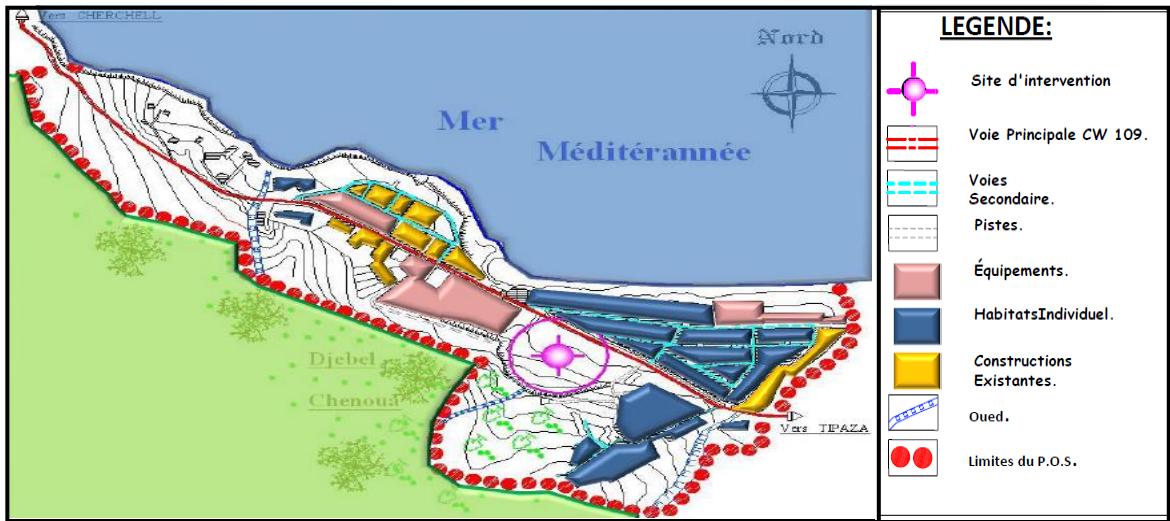 Vers CHERCHELL
Nord
Mer
Méditérannée
Djebel
Chenoua
Vers TIPAZA
LEGENDE:
Site d'intervention
Voie Principale CW 109.
Voies
Secondaire.
Pistes.
Équipements.
HabitatsIndividuel.
Constructions
Existantes.
Oued.
Limites du P.O.S.